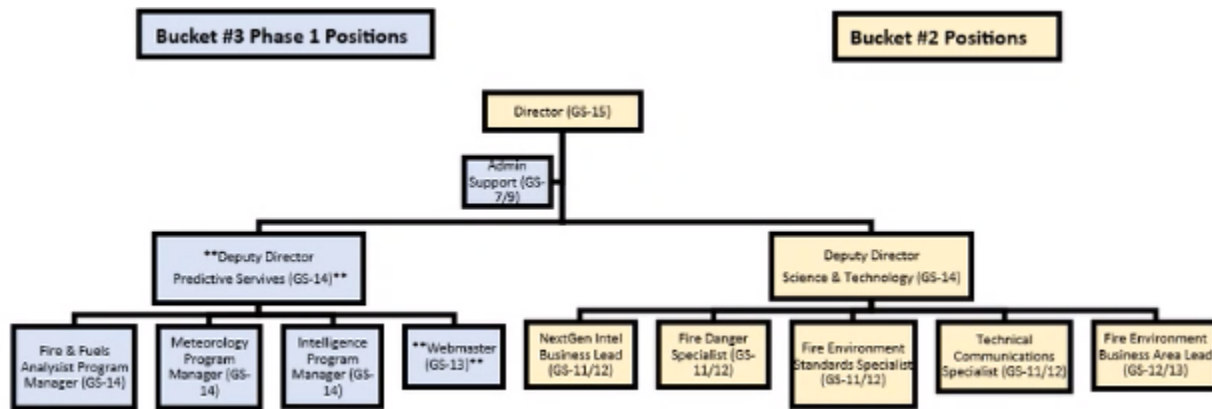 Bucket #3 Phase 1 Positions
Bucket #2 Positions
Director (GS-15)
Admin
Support (GS-
7/9)
**Deputy Director
Predictive Servives (GS-14)**
Deputy Director
Science & Technology (GS-14)
Fire & Fuels
Analysist Program
Manager (GS-14)
Meteorology
Program
Manager (GS-
14)
Intelligence
Program
Manager (GS-
14)
**Webmaster
(GS-13)**
NextGen Intel
Business Lead
(GS-11/12)
Fire Danger
Specialist (GS-
11/12)
Fire Environment
Standards Specialist
(GS-11/12)
Technical
Communications
Specialist (GS-11/12)
Fire Environment
Business Area Lead
(GS-12/13)